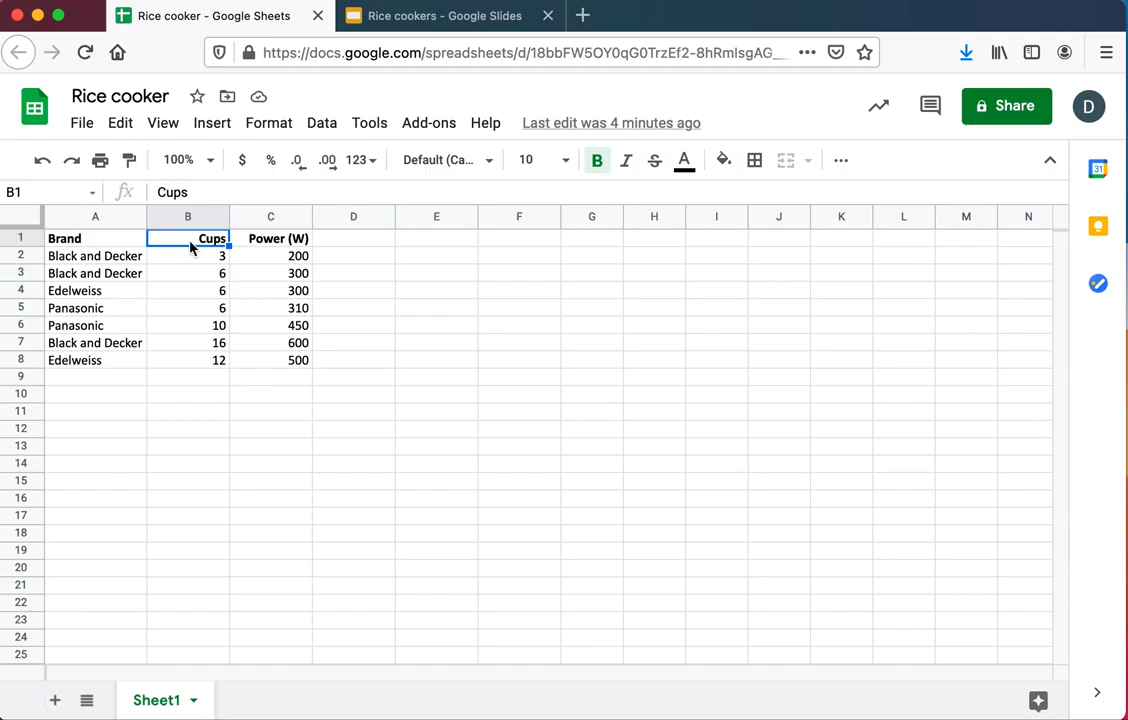 Rice cooker - Google Sheets
Rice cookers - Google Slides
https://docs.google.com/spreadsheets/d/18bbFW5OY0qG0TrzEf2-8hRmlsgAG_
Rice cooker
Share
D
File Edit View Insert Format Data Tools Add-ons Help Last edit was 4 minutes ago
100% $ % .0 .00 123 Default (Ca... 10 B I S A
B1 fx Cups
A B C D E F G H I J K L M N
1 Brand Cups Power (W)
2 Black and Decker 3 200
3 Black and Decker 6 300
4 Edelweiss 6 300
5 Panasonic 6 310
6 Panasonic 10 450
7 Black and Decker 16 600
8 Edelweiss 12 500
9
10
11
12
13
14
15
16
17
18
19
20
21
22
23
24
25
Sheet1
31